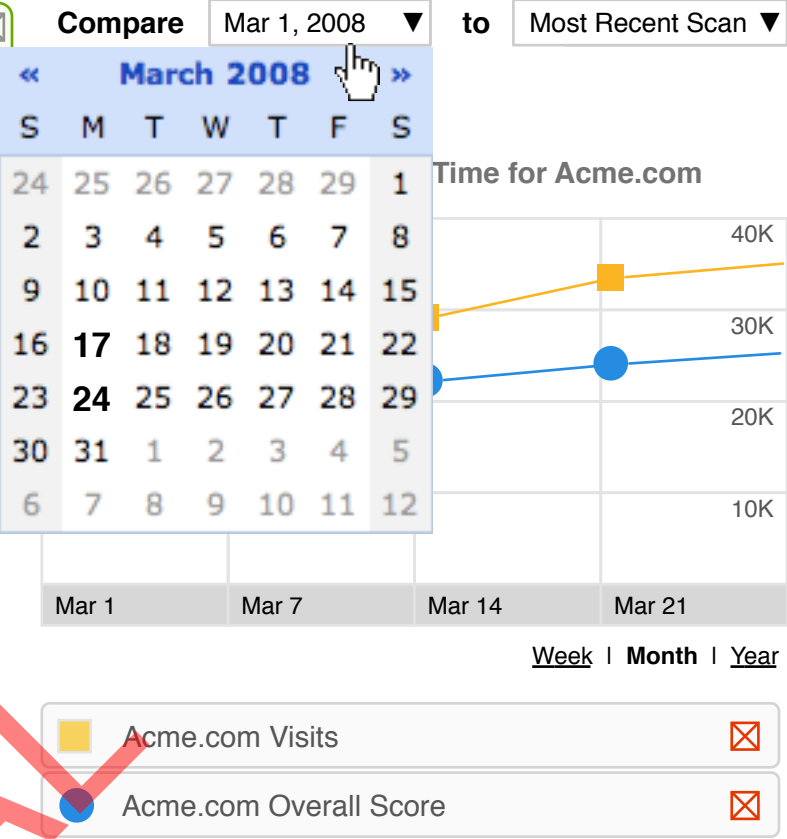 Compare Mar 1, 2008 ▼ to Most Recent Scan ▼
« March 2008 »
S M T W T F S
24 25 26 27 28 29 1
2 3 4 5 6 7 8
9 10 11 12 13 14 15
16 17 18 19 20 21 22
23 24 25 26 27 28 29
30 31 1 2 3 4 5
6 7 8 9 10 11 12
Time for Acme.com
40K
30K
20K
10K
Mar 1 Mar 7 Mar 14 Mar 21
Week | Month | Year
Acme.com Visits
Acme.com Overall Score